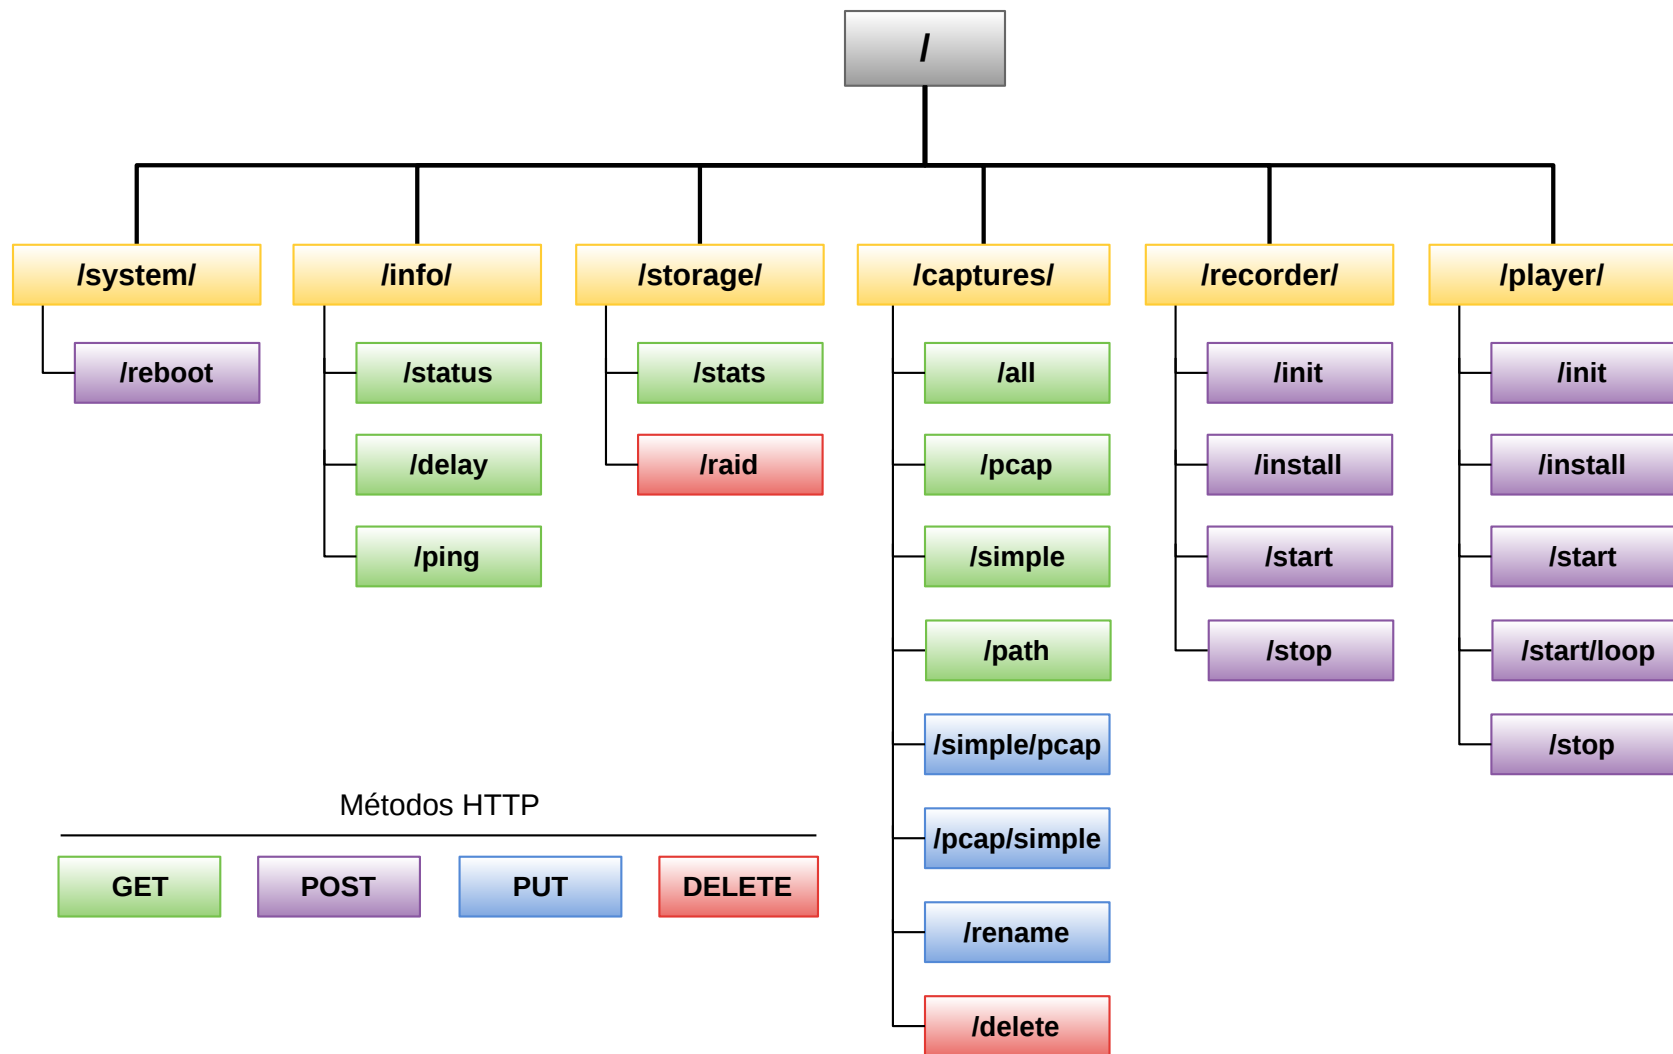 /
/system/
/reboot
/info/
/status
/delay
/ping
/storage/
/stats
/raid
/captures/
/all
/pcap
/simple
/path
/simple/pcap
/pcap/simple
/rename
/delete
/recorder/
/init
/install
/start
/stop
/player/
/init
/install
/start
/start/loop
/stop
Métodos HTTP
GET
POST
PUT
DELETE